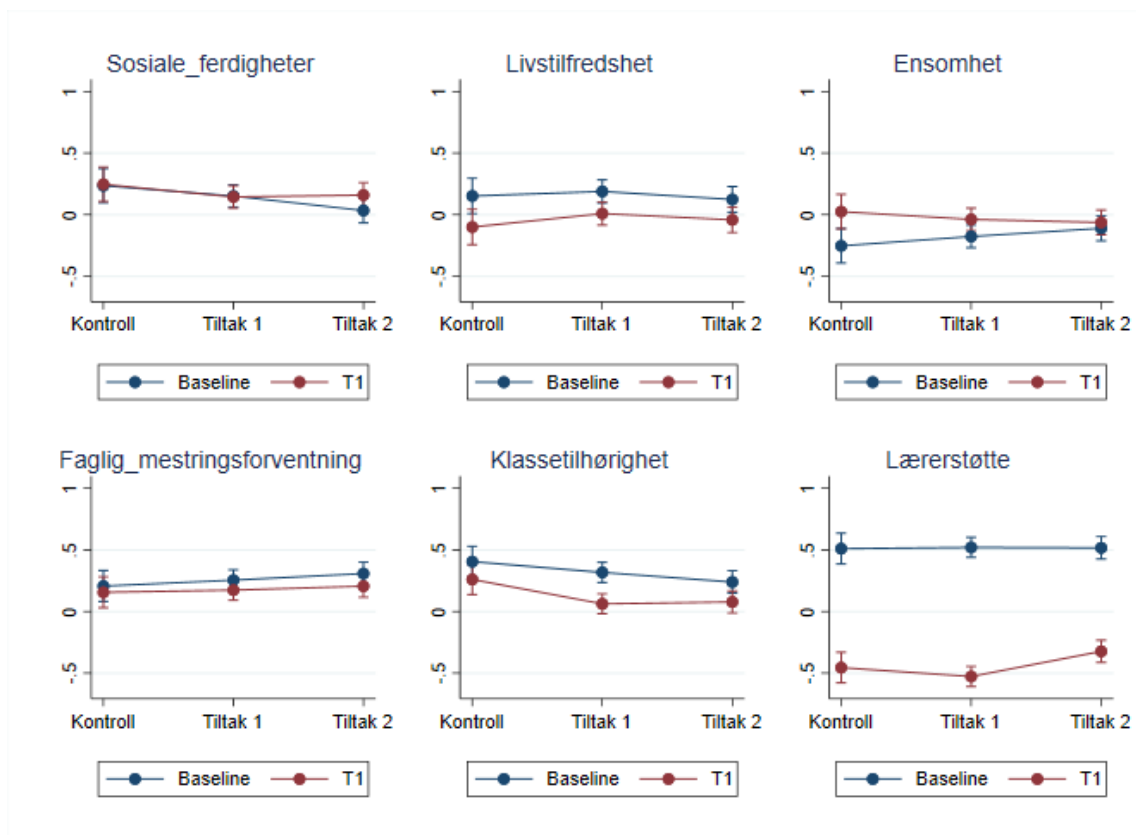 Sosiale_ferdigheter
1
.5
0
-.5
Kontroll Tiltak 1 Tiltak 2
Baseline T1
Livstilfredshet
1
.5
0
-.5
Kontroll Tiltak 1 Tiltak 2
Baseline T1
Ensomhet
1
.5
0
-.5
Kontroll Tiltak 1 Tiltak 2
Baseline T1
Faglig_mestringsforventning
1
.5
0
-.5
Kontroll Tiltak 1 Tiltak 2
Baseline T1
Klassetilhørighet
1
.5
0
-.5
Kontroll Tiltak 1 Tiltak 2
Baseline T1
Lærerstøtte
1
.5
0
-.5
Kontroll Tiltak 1 Tiltak 2
Baseline T1